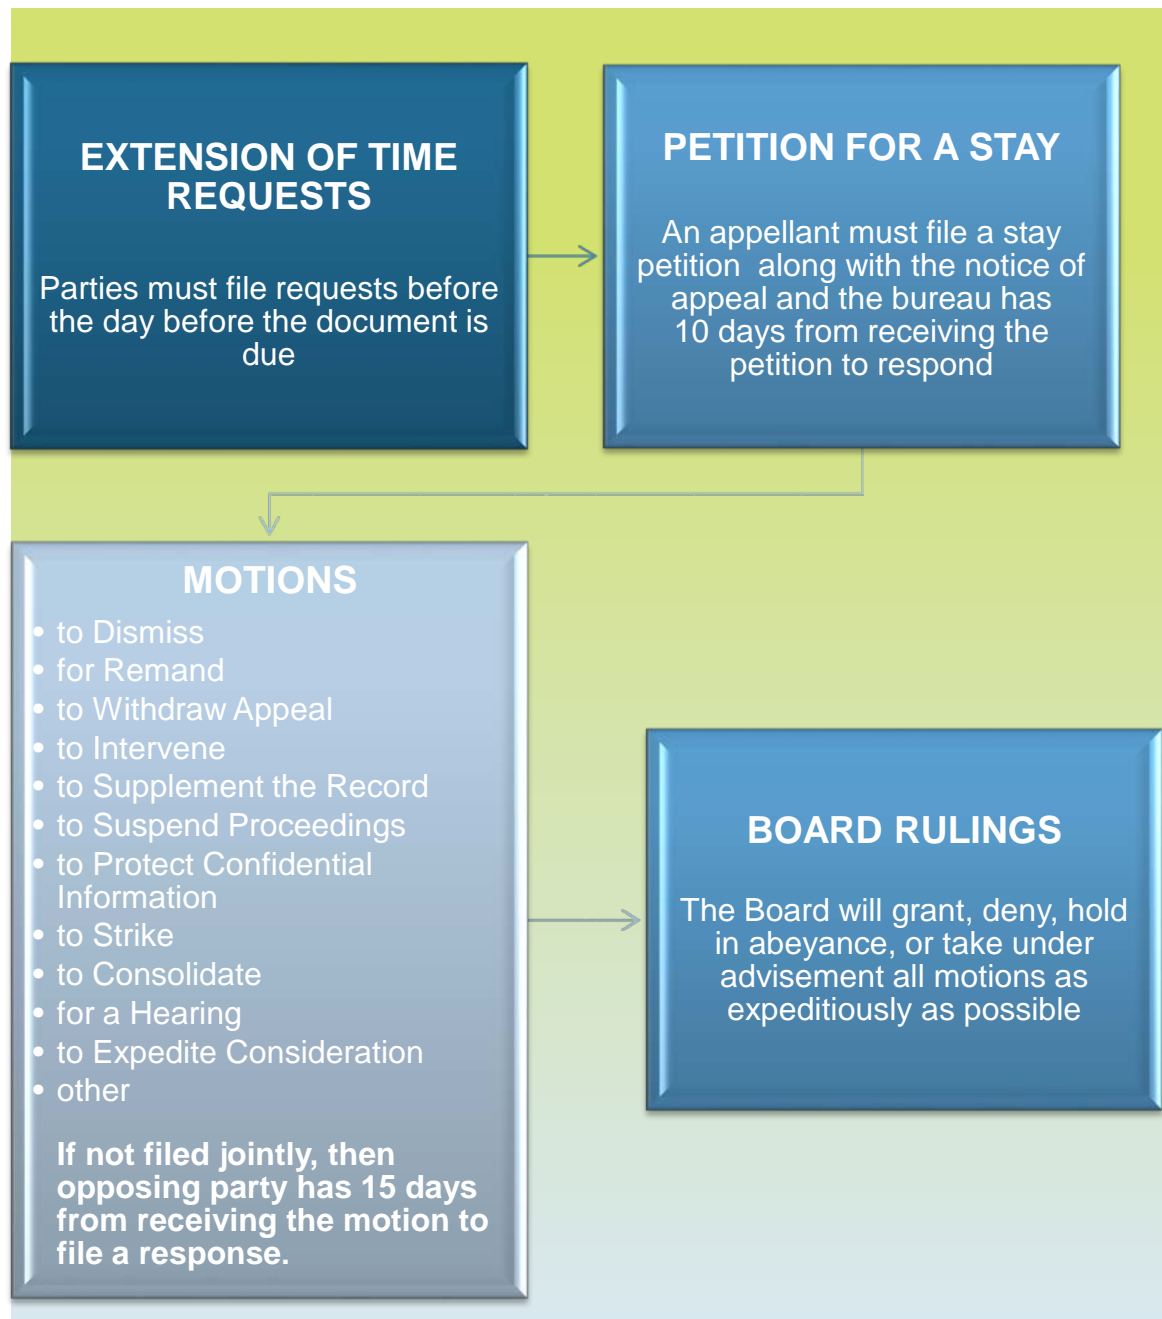 EXTENSION OF TIME
REQUESTS
Parties must file requests before
the day before the document is
due
PETITION FOR A STAY
An appellant must file a stay
petition along with the notice of
appeal and the bureau has
10 days from receiving the
petition to respond
MOTIONS
• to Dismiss
• for Remand
• to Withdraw Appeal
• to Intervene
• to Supplement the Record
• to Suspend Proceedings
• to Protect Confidential
Information
• to Strike
• to Consolidate
• for a Hearing
• to Expedite Consideration
• other
If not filed jointly, then
opposing party has 15 days
from receiving the motion to
file a response.
BOARD RULINGS
The Board will grant, deny, hold
in abeyance, or take under
advisement all motions as
expeditiously as possible